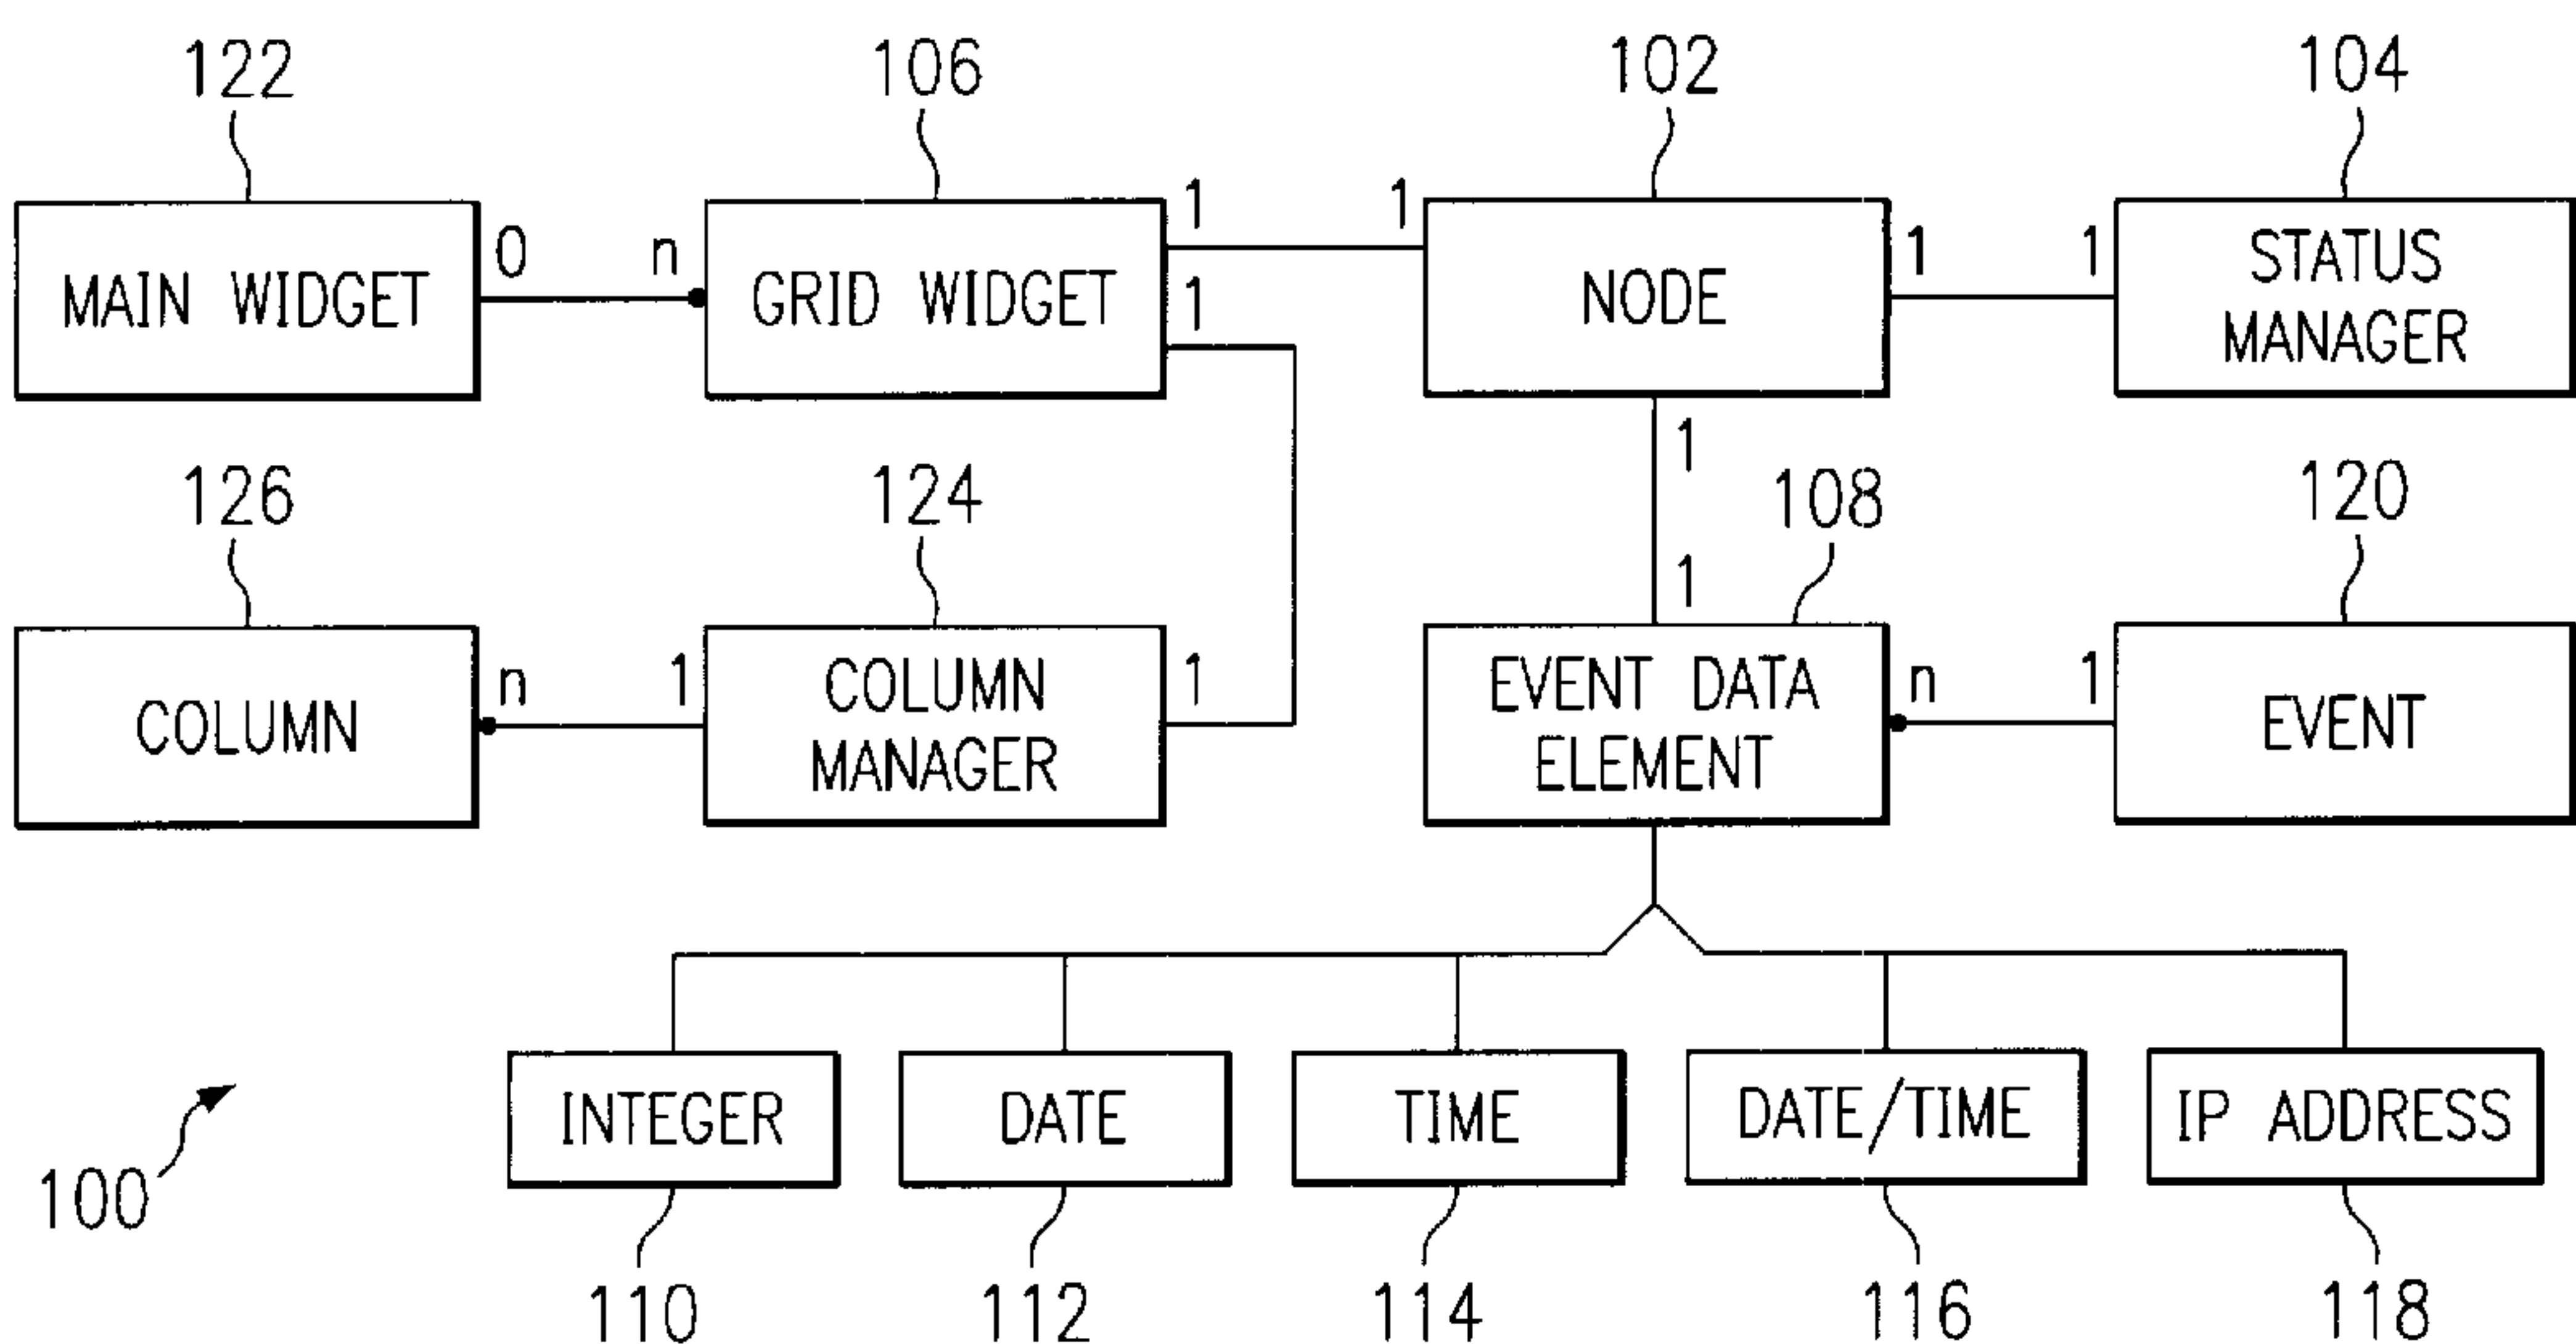 122
106
102
104
MAIN WIDGET
0
n
GRID WIDGET
1
1
1
NODE
1
1
STATUS
MANAGER
126
124
1
1
108
120
COLUMN
n
1
COLUMN
MANAGER
1
EVENT DATA
ELEMENT
n
1
EVENT
100
INTEGER
DATE
TIME
DATE/TIME
IP ADDRESS
110
112
114
116
118